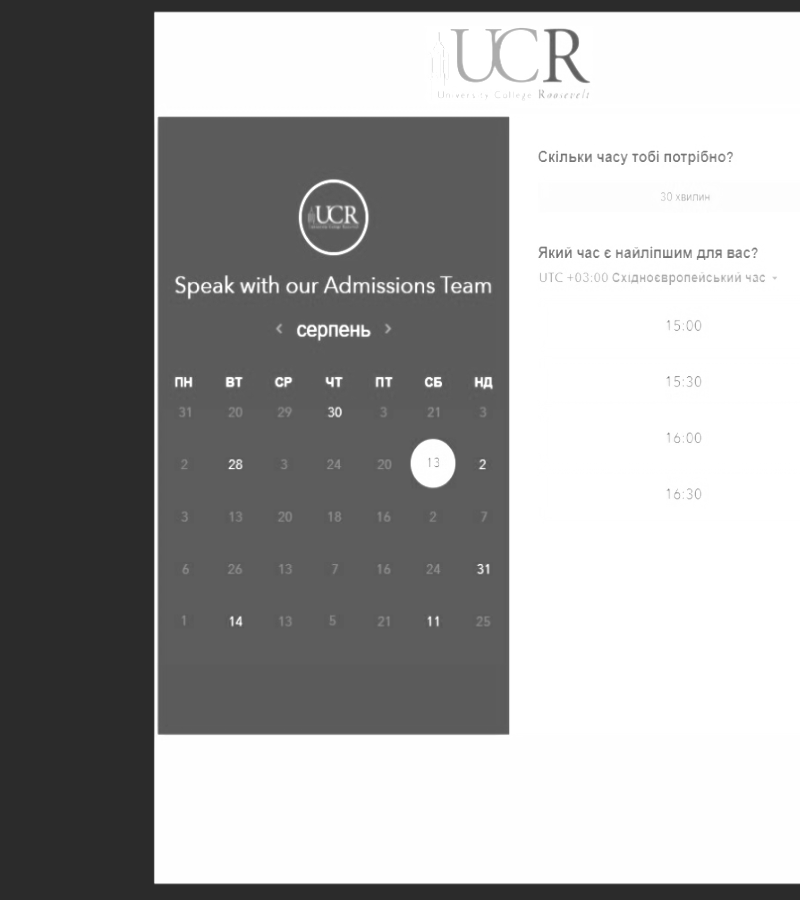 UCR
University College Roosevelt
UCR
Speak with our Admissions Team
серпень
ПН ВТ СР ЧТ ПТ СБ НД
31 20 29 30 3 21 3
2 28 3 24 20 13 2
3 13 20 18 16 2 7
6 26 13 7 16 24 31
1 14 13 5 21 11 25
Скільки часу тобі потрібно?
30 хвилин
Який час є найліпшим для вас?
UTC +03:00 Східноєвропейський час
15:00
15:30
16:00
16:30